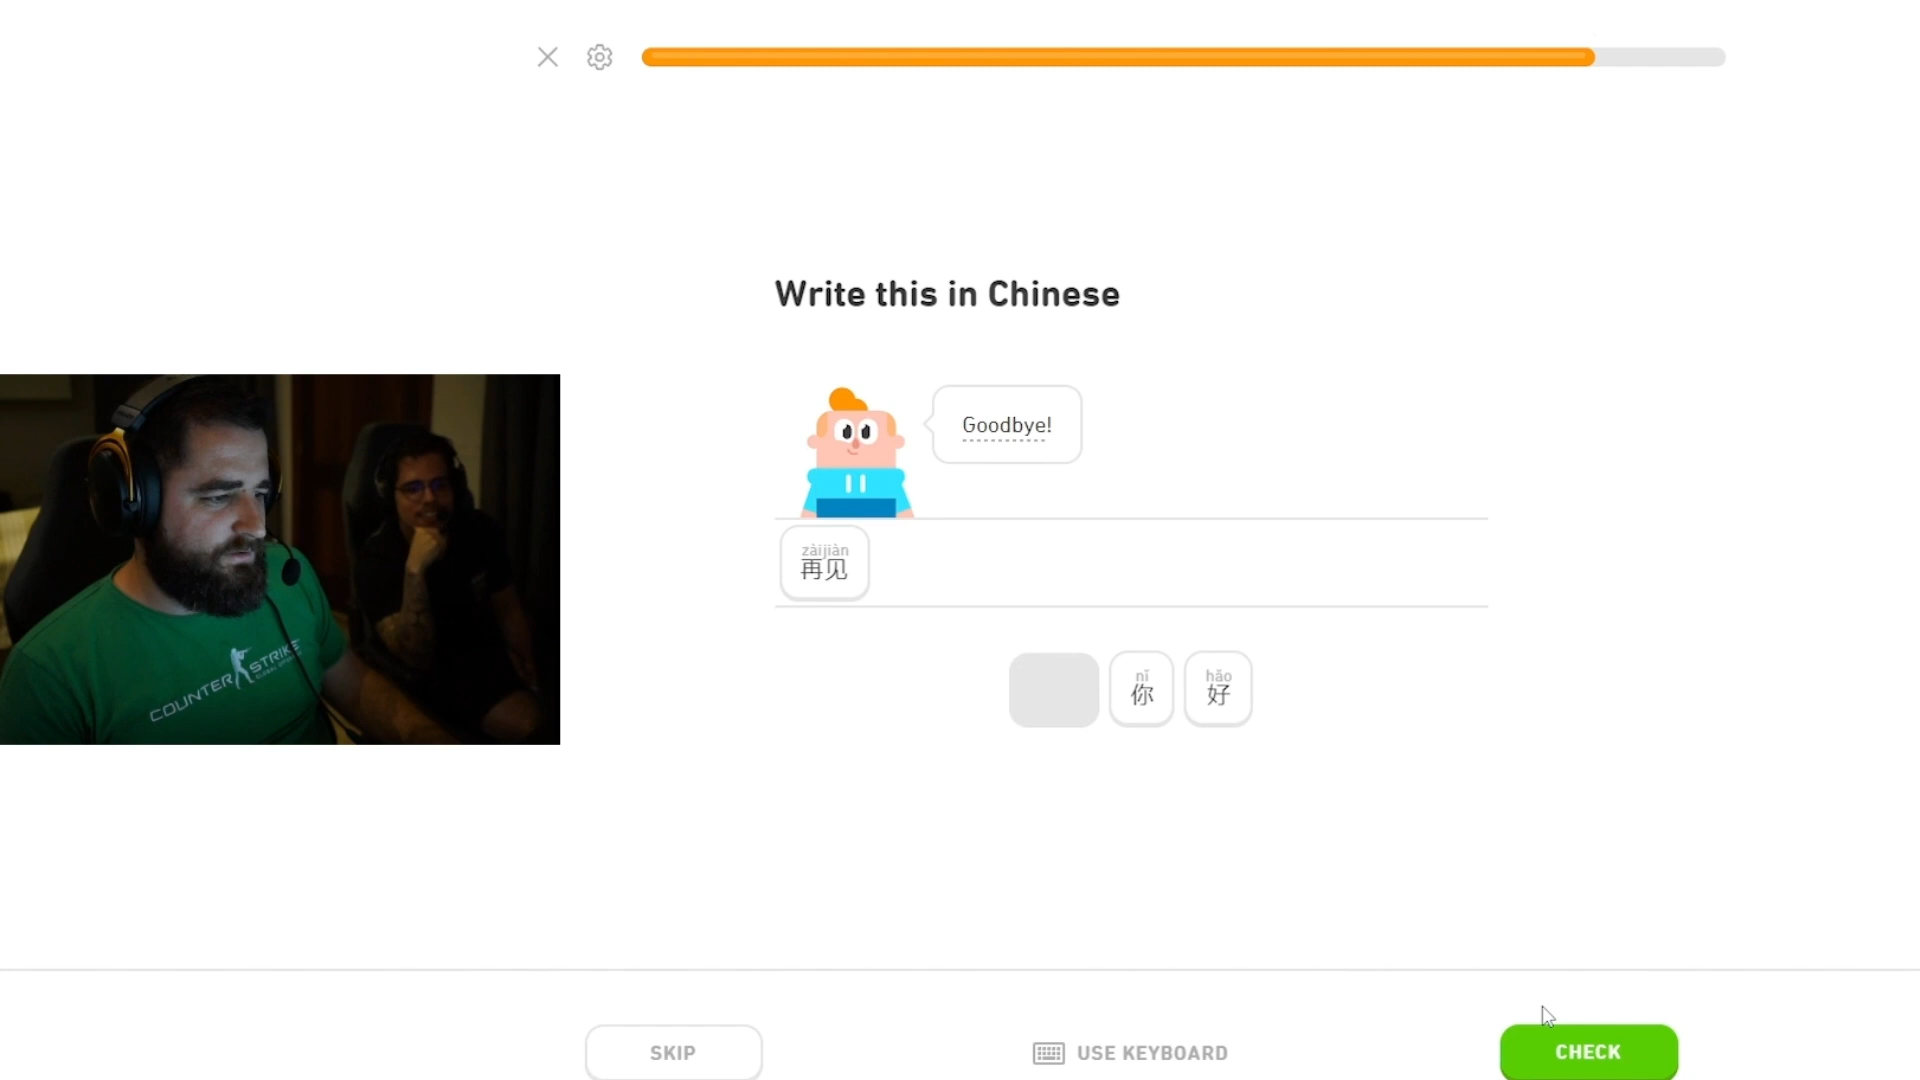 Write this in Chinese
Goodbye!
zàijiàn
再见
nǐ
你
hǎo
好
COUNTER STRIKE
SKIP
USE KEYBOARD
CHECK